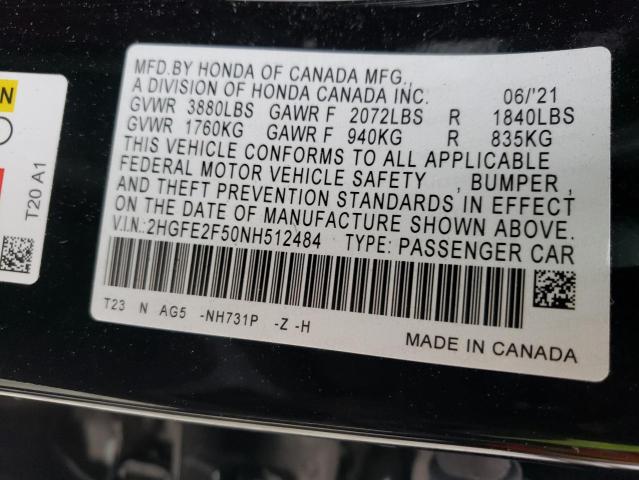 MFD.BY HONDA OF CANADA MFG.,
A DIVISION OF HONDA CANADA INC. 06/'21
GVWR 3880LBS GAWR F 2072LBS R 1840LBS
GVWR 1760KG GAWR F 940KG R 835KG
THIS VEHICLE CONFORMS TO ALL APPLICABLE
FEDERAL MOTOR VEHICLE SAFETY , BUMPER ,
AND THEFT PREVENTION STANDARDS IN EFFECT
ON THE DATE OF MANUFACTURE SHOWN ABOVE.
V.I.N.:2HGFE2F50NH512484 TYPE: PASSENGER CAR
T23 N AG5 -NH731P -Z -H
MADE IN CANADA
T20 A1